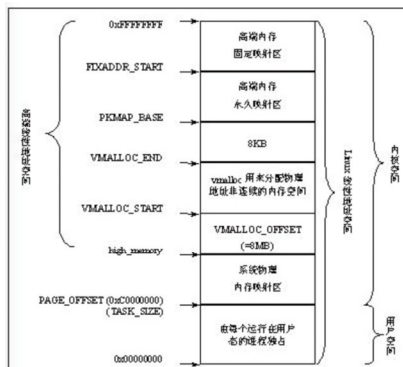 0xFFFFFFFF
高端内存
固定映射区
FIXADDR_START
高端内存
永久映射区
PKMAP_BASE
8KB
VMALLOC_END
vmalloc 用来分配物理
地址非连续的内存空间
VMALLOC_START
VMALLOC_OFFSET
(=8MB)
high_memory
系统物理
内存映射区
PAGE_OFFSET(0xC0000000)
(TASK_SIZE)
由每个运行在用户
态的进程独占
0x00000000
Linux
内核空间
用户空间